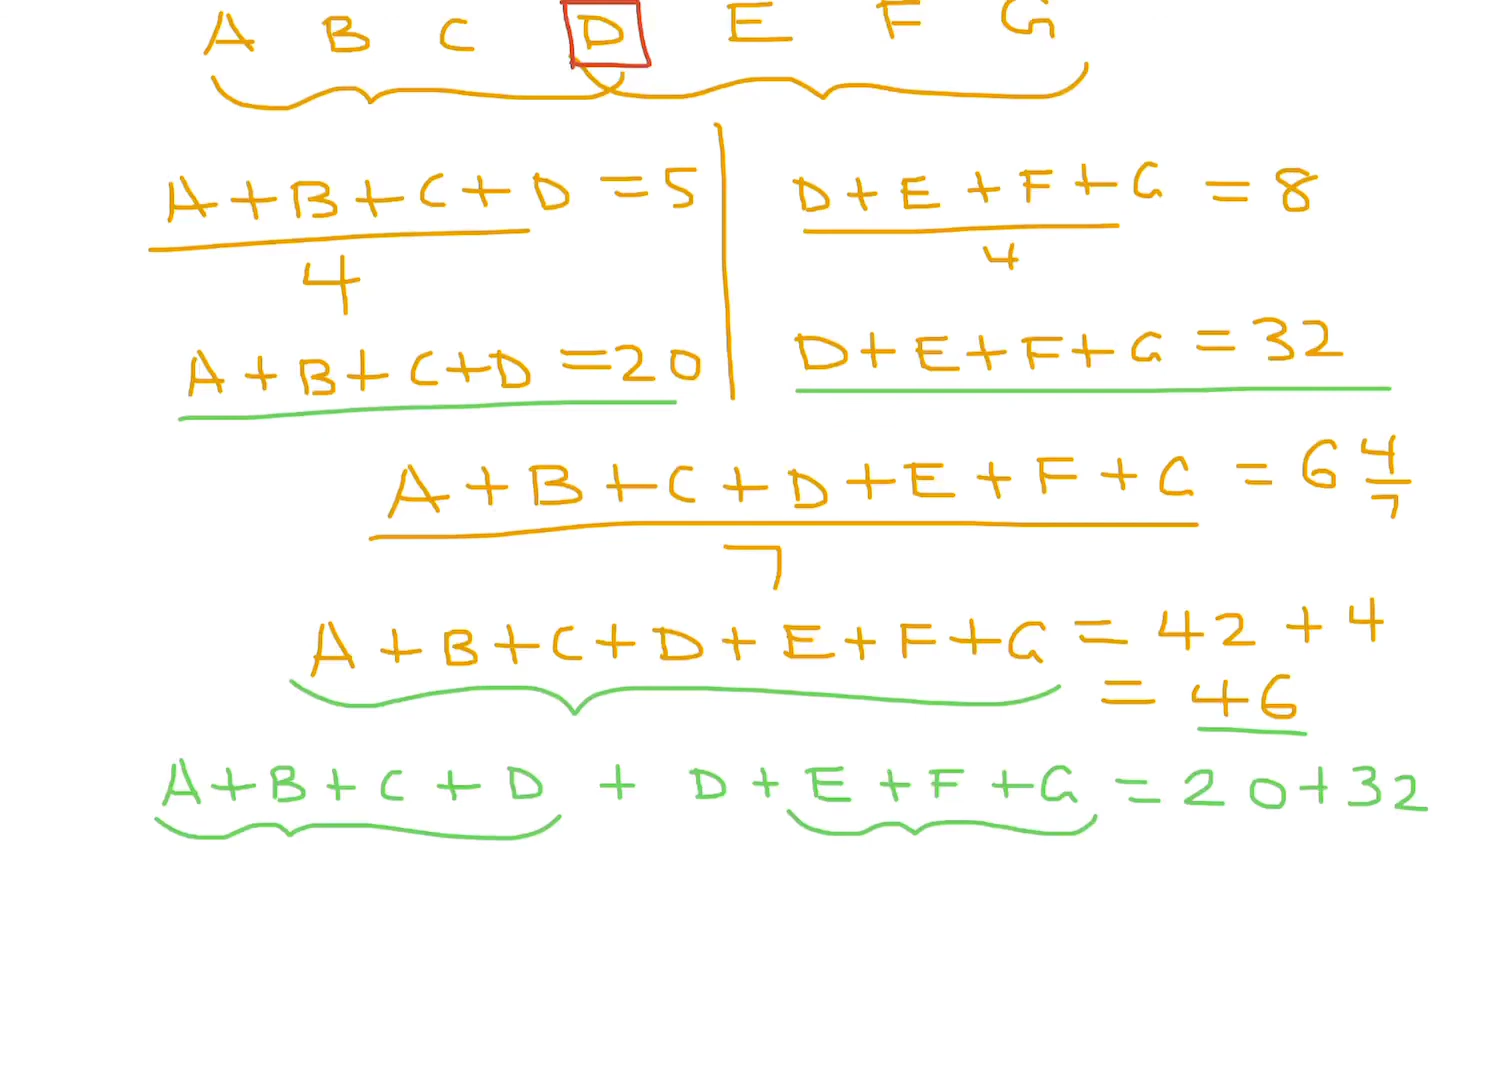 A B C D E F G
A+B+C+D =5 D+E+F+G = 8
4 4
A+B+C+D =20 D+E+F+G = 32
A+B+C+D+E+F+C = 6 4/7
7
A+B+C+D+E+F+G = 42+4
= 46
A+B+C+D + D+E+F+G = 20+32